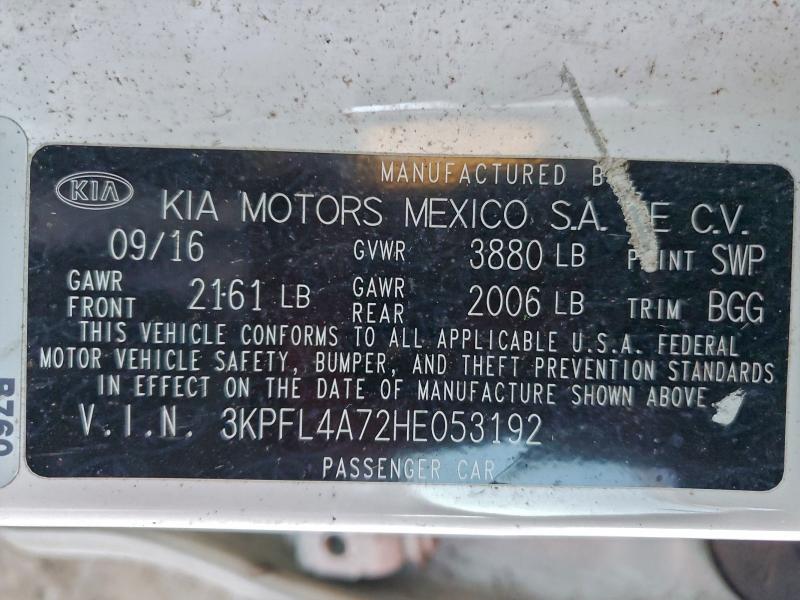 MANUFACTURED
KIA
KIA MOTORS MEXICO S.A. C.V.
09/16 GVWR 3880 LB PAINT SWP
GAWR FRONT 2161 LB GAWR REAR 2006 LB TRIM BGG
THIS VEHICLE CONFORMS TO ALL APPLICABLE U.S.A. FEDERAL
MOTOR VEHICLE SAFETY, BUMPER, AND THEFT PREVENTION STANDARDS
IN EFFECT ON THE DATE OF MANUFACTURE SHOWN ABOVE.
V.I.N. 3KPFL4A72HE053192
PASSENGER CAR